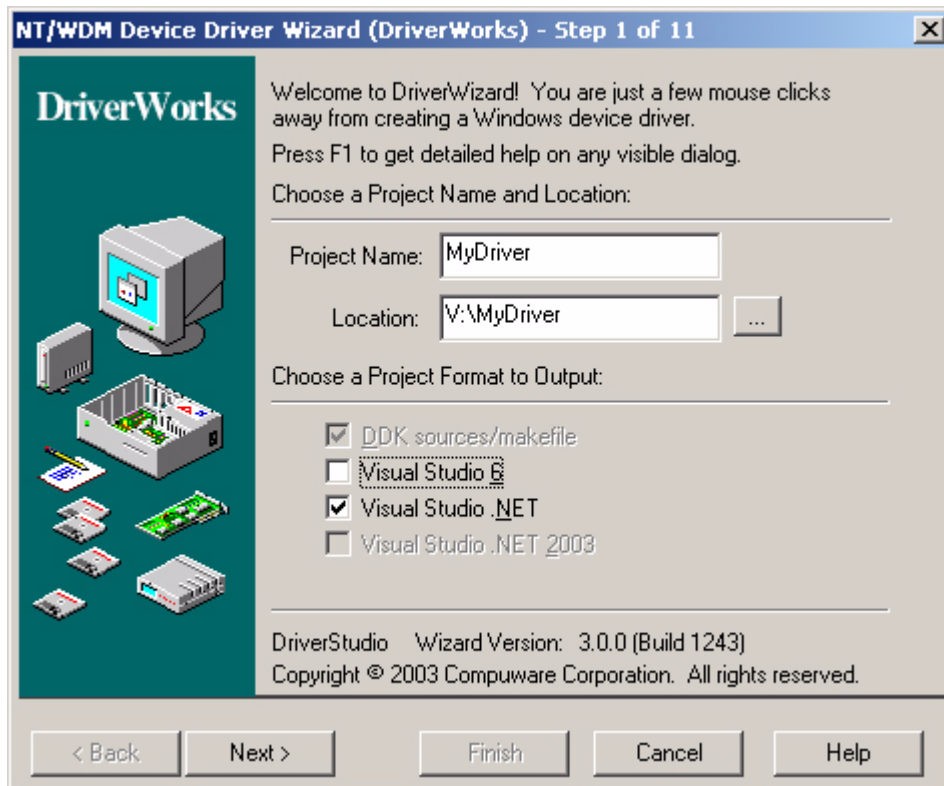 NT/WDM Device Driver Wizard (DriverWorks) - Step 1 of 11
DriverWorks
Welcome to DriverWizard! You are just a few mouse clicks
away from creating a Windows device driver.
Press F1 to get detailed help on any visible dialog.
Choose a Project Name and Location:
Project Name: MyDriver
Location: V:\MyDriver ...
Choose a Project Format to Output:
DDK sources/makefile
Visual Studio 6
Visual Studio .NET
Visual Studio .NET 2003
DriverStudio Wizard Version: 3.0.0 (Build 1243)
Copyright © 2003 Compuware Corporation. All rights reserved.
< Back Next > Finish Cancel Help